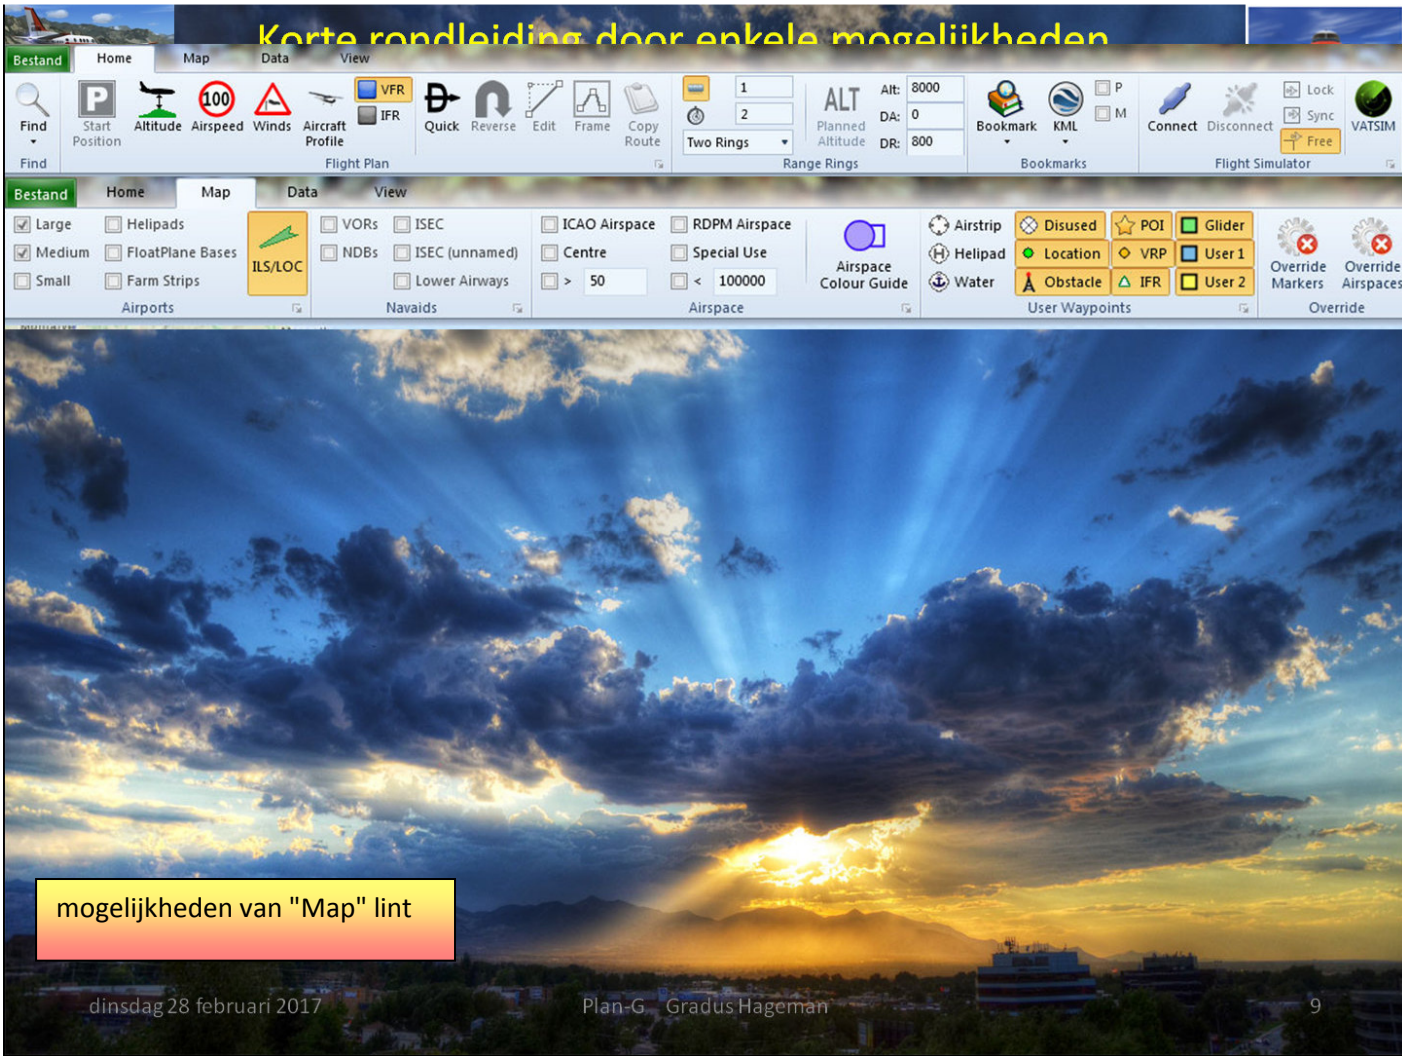 Korte rondleiding door enkele mogelijkheden
Bestand Home Map Data View
Find Start Position Altitude Airspeed Winds Aircraft Profile VFR IFR Quick Reverse Edit Frame Copy Route 1 2 Two Rings ALT Planned Altitude Alt: 8000 DA: 0 DR: 800 Bookmark KML P M Connect Disconnect Lock Sync Free VATSIM
100
Find Flight Plan Range Rings Bookmarks Flight Simulator
Bestand Home Map Data View
Large Helipads VORs ISEC ICAO Airspace RDPM Airspace Airstrip Disused POI Glider
Medium FloatPlane Bases ILS/LOC NDBs ISEC (unnamed) Centre Special Use Airspace Colour Guide Helipad Location VRP User 1 Override Markers Override Airspaces
Small Farm Strips Lower Airways > 50 < 100000 Water Obstacle IFR User 2
Airports Navaids Airspace User Waypoints Override
mogelijkheden van "Map" lint
dinsdag 28 februari 2017 Plan-G Gradus Hageman 9